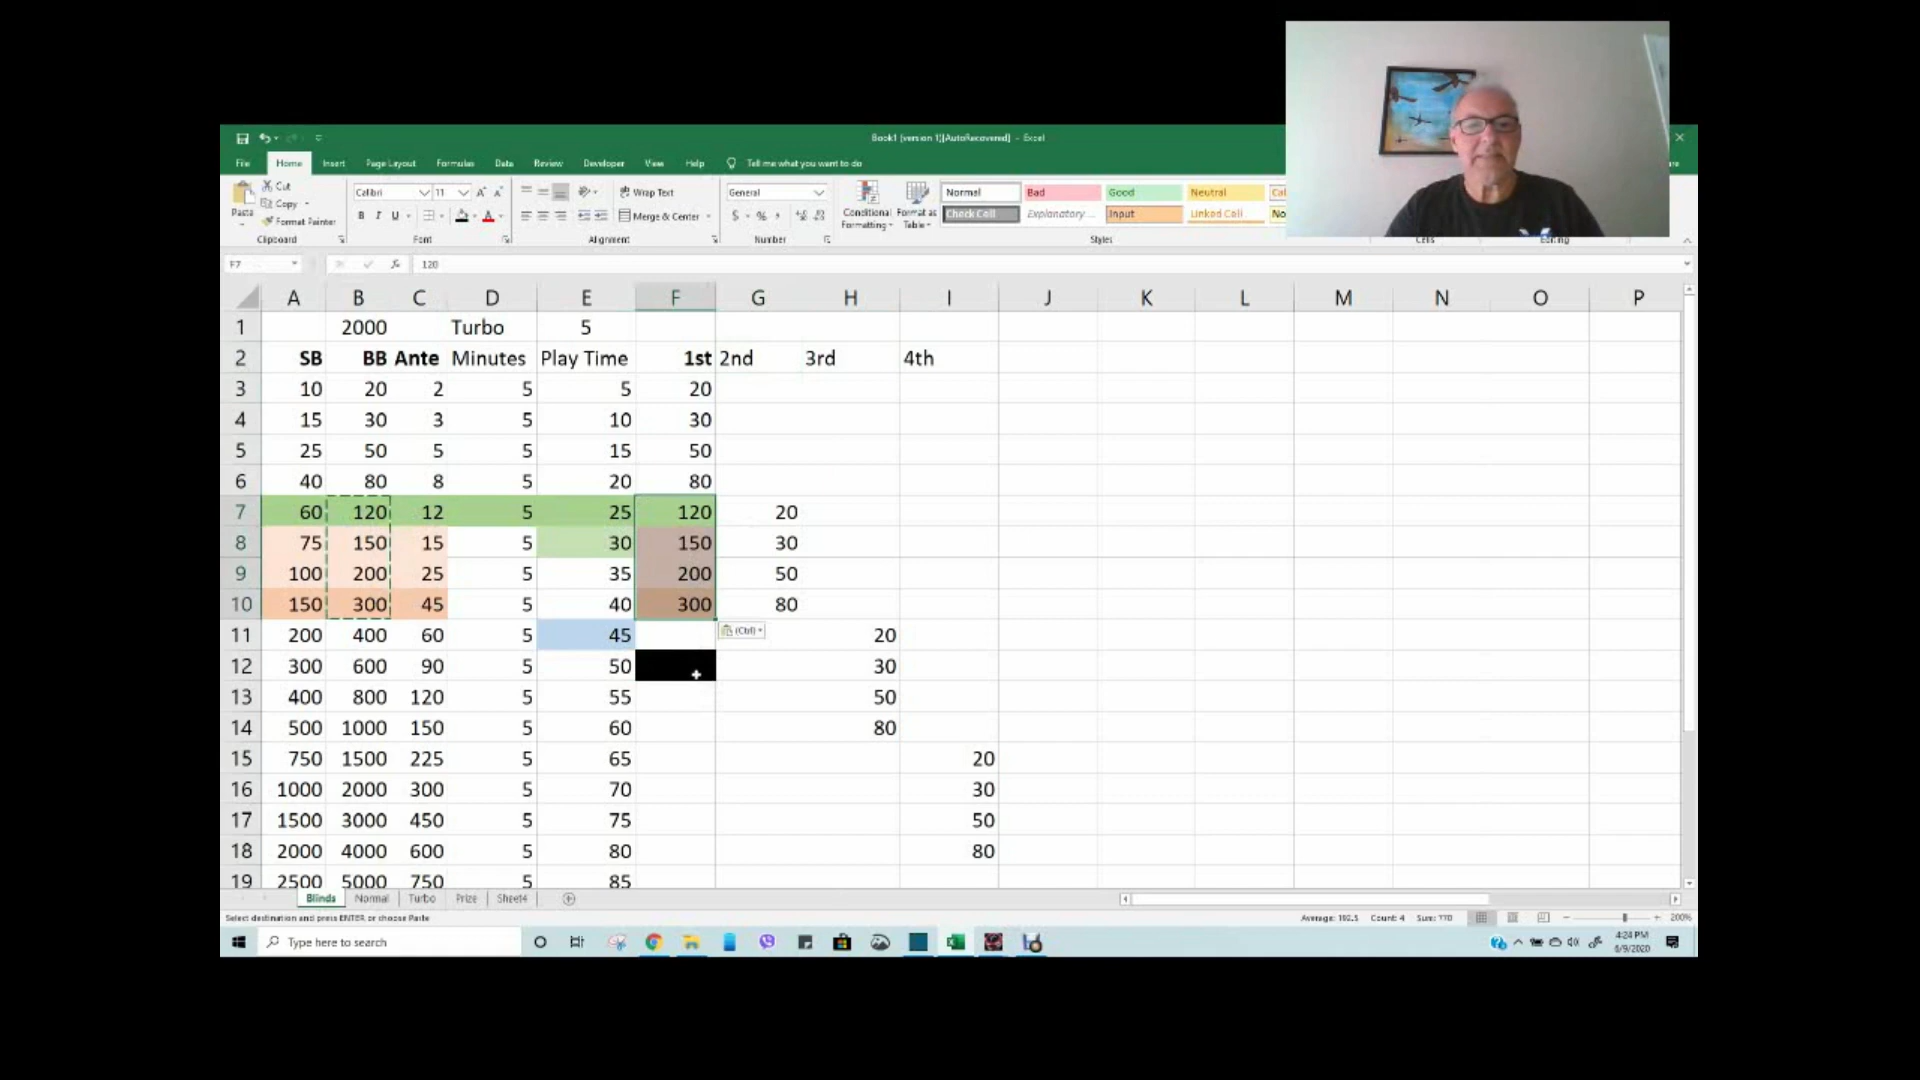 Book1 (version 1)[AutoRecovered] - Excel
File Home Insert Page Layout Formulas Data Review Developer View Help Tell me what you want to do
Cut Calibri 11 Wrap Text General Normal Bad Good Neutral
Copy
Paste Format Painter Merge & Center Conditional Formatting Format as Table Check Cell Explanatory ... Input Linked Cell No
Clipboard Font Alignment Number Styles Cells Editing
F7 120
A B C D E F G H I J K L M N O P
1 2000 Turbo 5
2 SB BB Ante Minutes Play Time 1st 2nd 3rd 4th
3 10 20 2 5 5 20
4 15 30 3 5 10 30
5 25 50 5 5 15 50
6 40 80 8 5 20 80
7 60 120 12 5 25 120 20
8 75 150 15 5 30 150 30
9 100 200 25 5 35 200 50
10 150 300 45 5 40 300 80
11 200 400 60 5 45 (Ctrl) 20
12 300 600 90 5 50 30
13 400 800 120 5 55 50
14 500 1000 150 5 60 80
15 750 1500 225 5 65 20
16 1000 2000 300 5 70 30
17 1500 3000 450 5 75 50
18 2000 4000 600 5 80 80
19 2500 5000 750 5 85
Blinds Normal Turbo Prize Sheet4
Select destination and press ENTER or choose Paste Average: 192.5 Count: 4 Sum: 770 200%
Type here to search 4:24 PM
6/9/2020